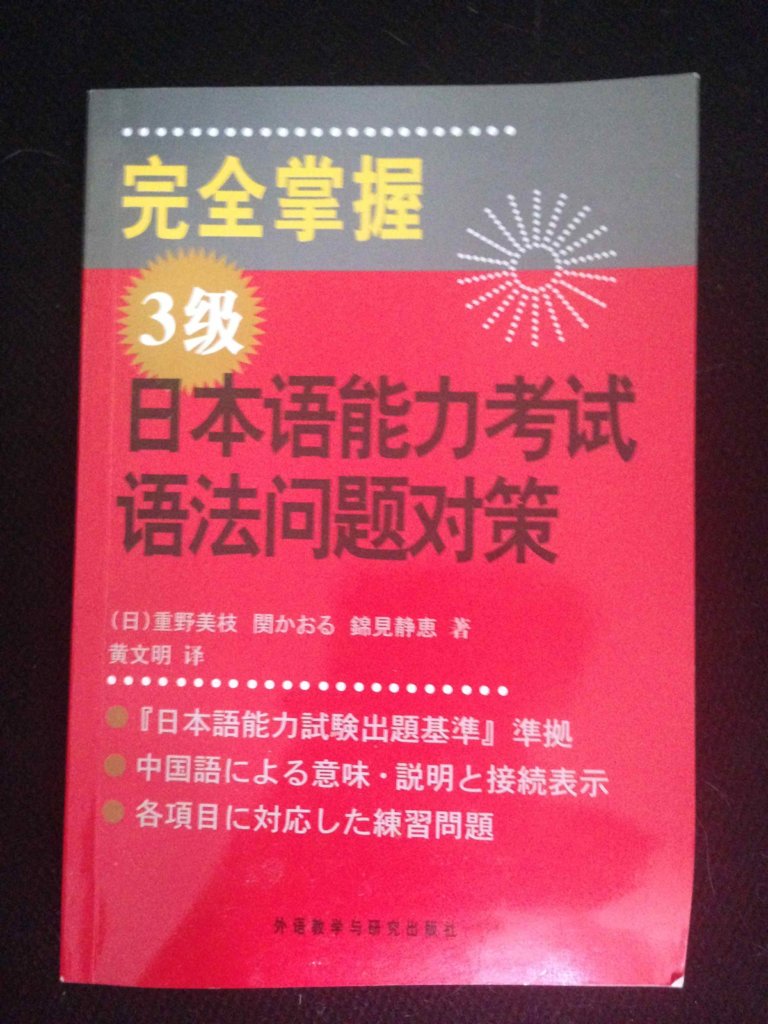 完全掌握
3级
日本语能力考试
语法问题对策
（日）重野美枝 関かおる 錦見静恵 著
黄文明 译
『日本語能力試験出題基準』準拠
中国語による意味・説明と接続表示
各項目に対応した練習問題
外语教学与研究出版社